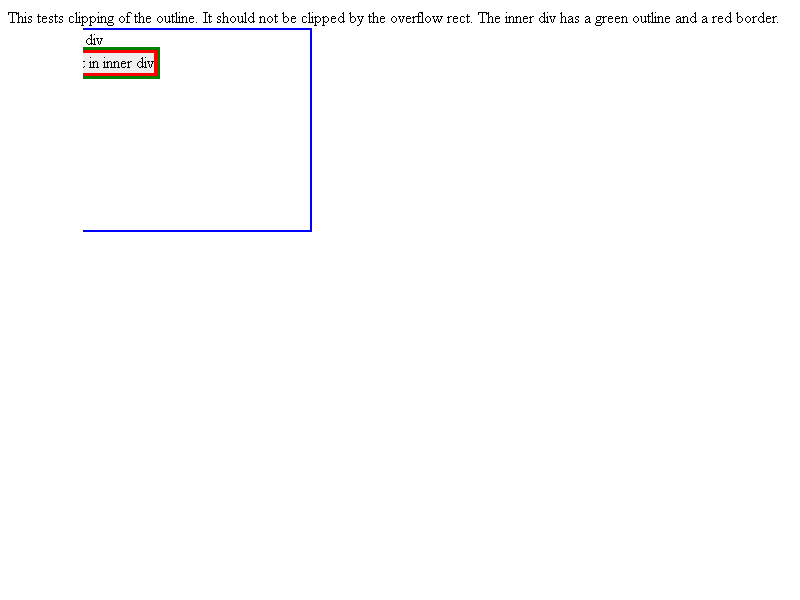 This tests clipping of the outline. It should not be clipped by the overflow rect. The inner div has a green outline and a red border.
div
in inner div